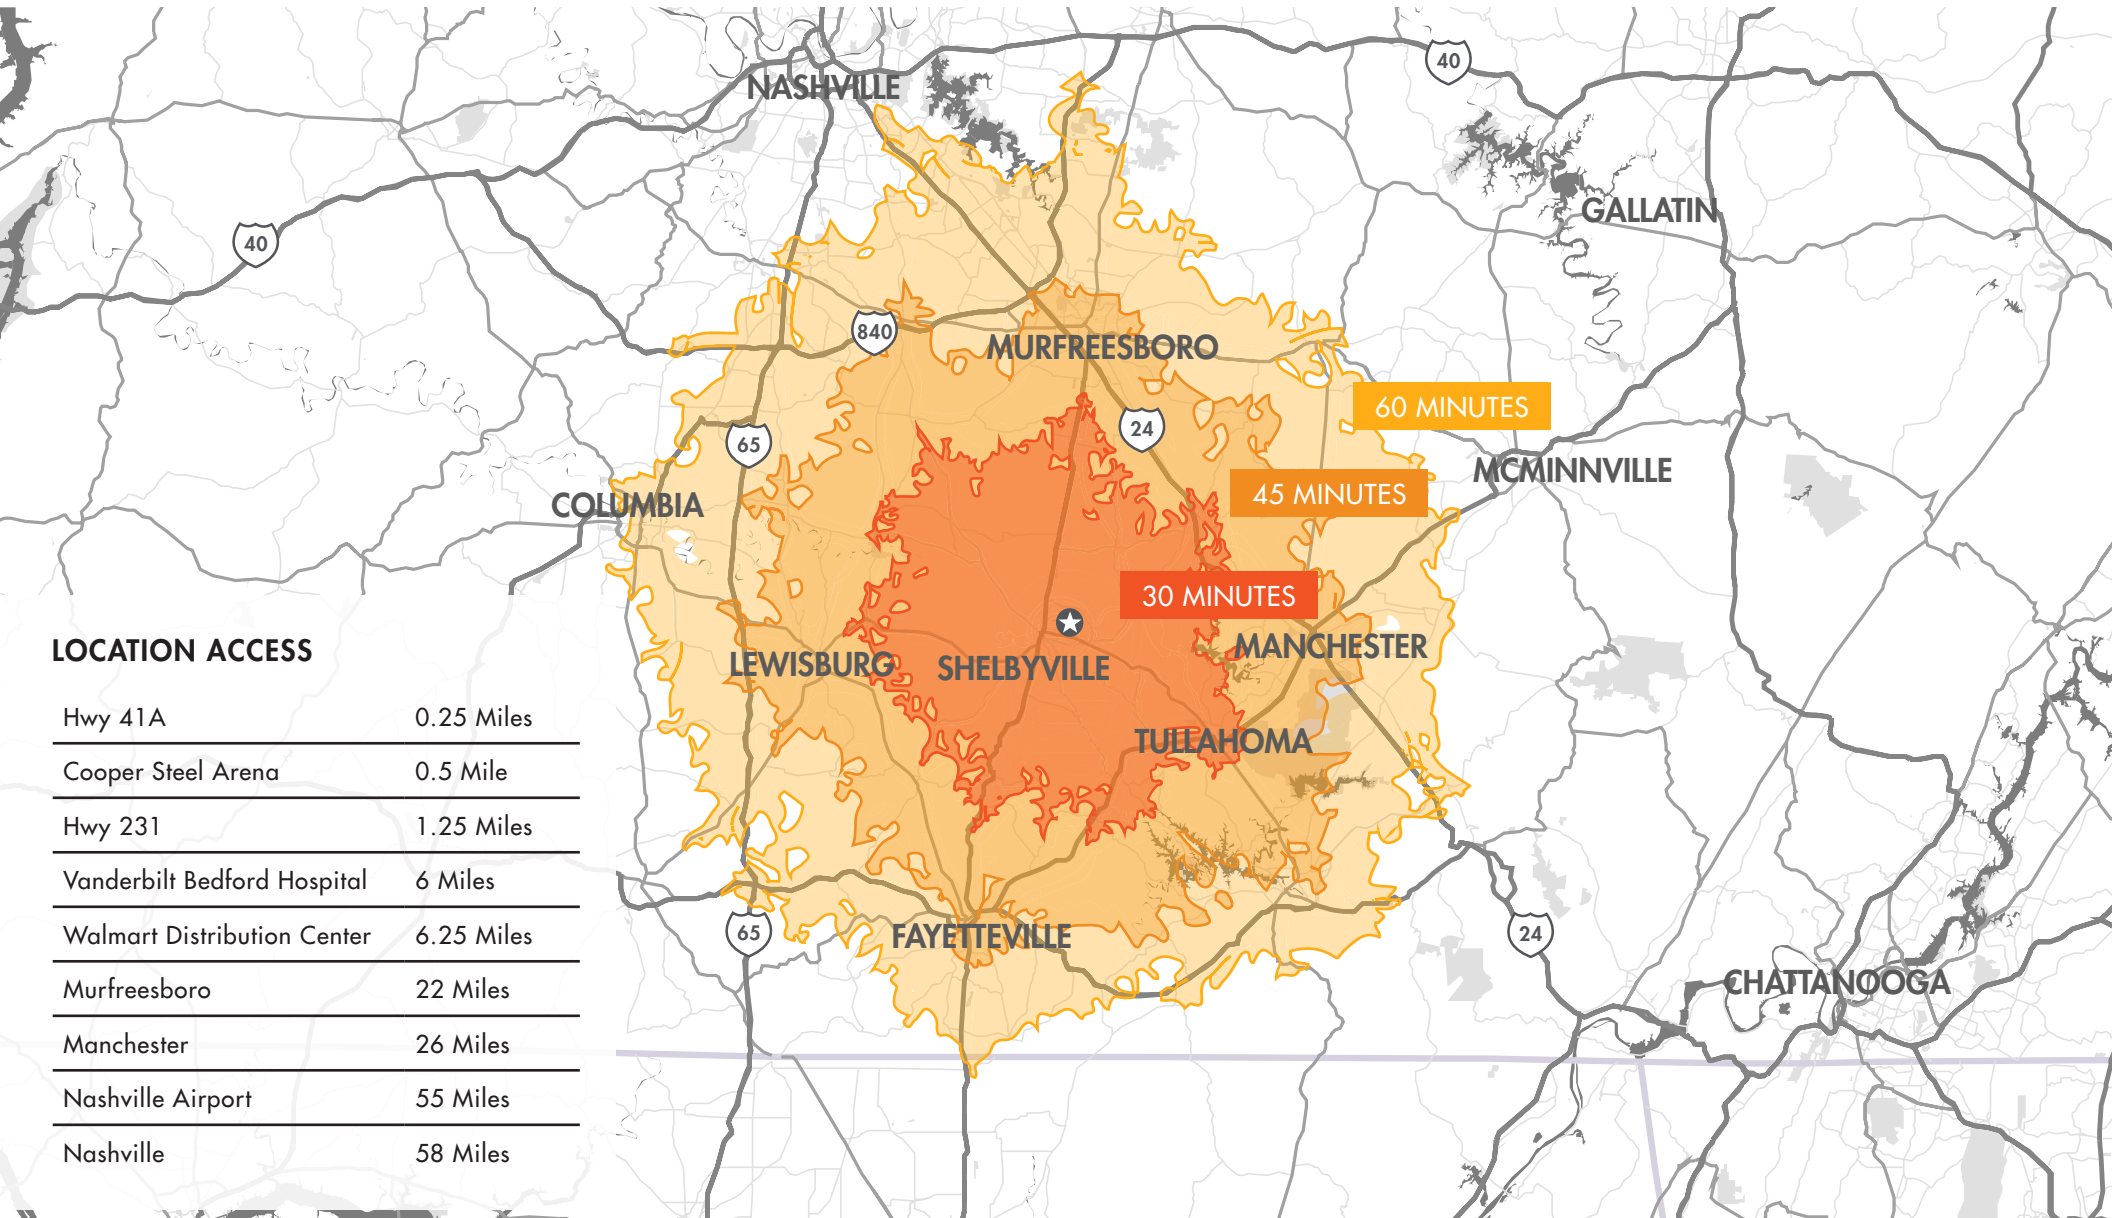 NASHVILLE
40
GALLATIN
40
840
MURFREESBORO
60 MINUTES
24
65
MCMINNVILLE
45 MINUTES
COLUMBIA
30 MINUTES
MANCHESTER
LEWISBURG
SHELBYVILLE
TULLAHOMA
65
FAYETTEVILLE
24
CHATTANOOGA
LOCATION ACCESS
Hwy 41A 0.25 Miles
Cooper Steel Arena 0.5 Mile
Hwy 231 1.25 Miles
Vanderbilt Bedford Hospital 6 Miles
Walmart Distribution Center 6.25 Miles
Murfreesboro 22 Miles
Manchester 26 Miles
Nashville Airport 55 Miles
Nashville 58 Miles